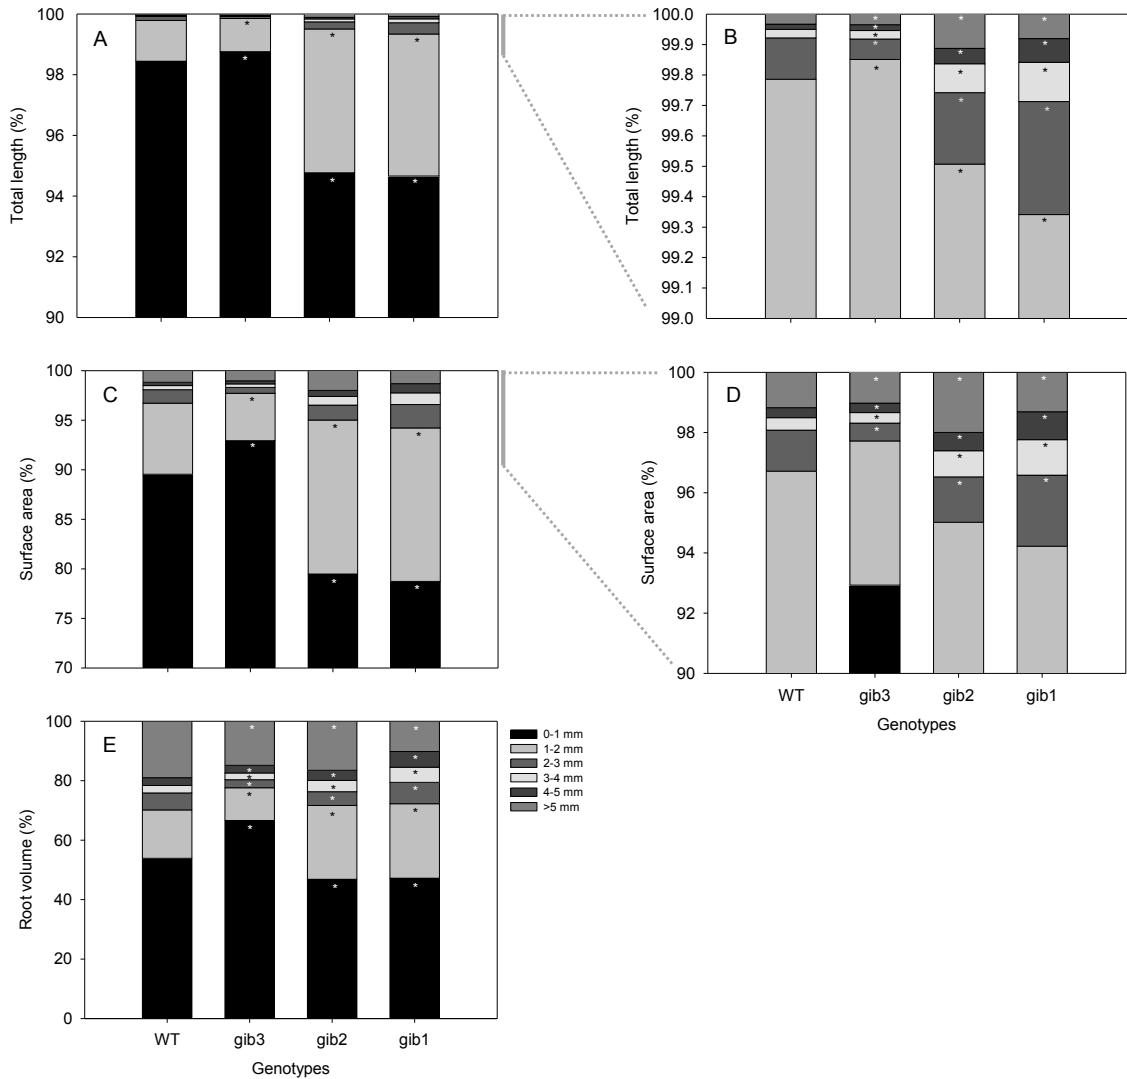 A
100
98
96
94
92
90
Total length (%)
* * *
* * *
B
100.0
99.9
99.8
99.7
99.6
99.5
99.4
99.3
99.2
99.1
99.0
Total length (%)
* * *
* * *
* * *
* * *
* * *
C
100
95
90
85
80
75
70
Surface area (%)
* * *
* * *
D
100
98
96
94
92
90
Surface area (%)
* * *
* * *
* * *
* * *
WT gib3 gib2 gib1
Genotypes
E
100
80
60
40
20
0
Root volume (%)
* * *
* * *
* * *
* * *
* * *
* * *
WT gib3 gib2 gib1
Genotypes
0-1 mm
1-2 mm
2-3 mm
3-4 mm
4-5 mm
>5 mm